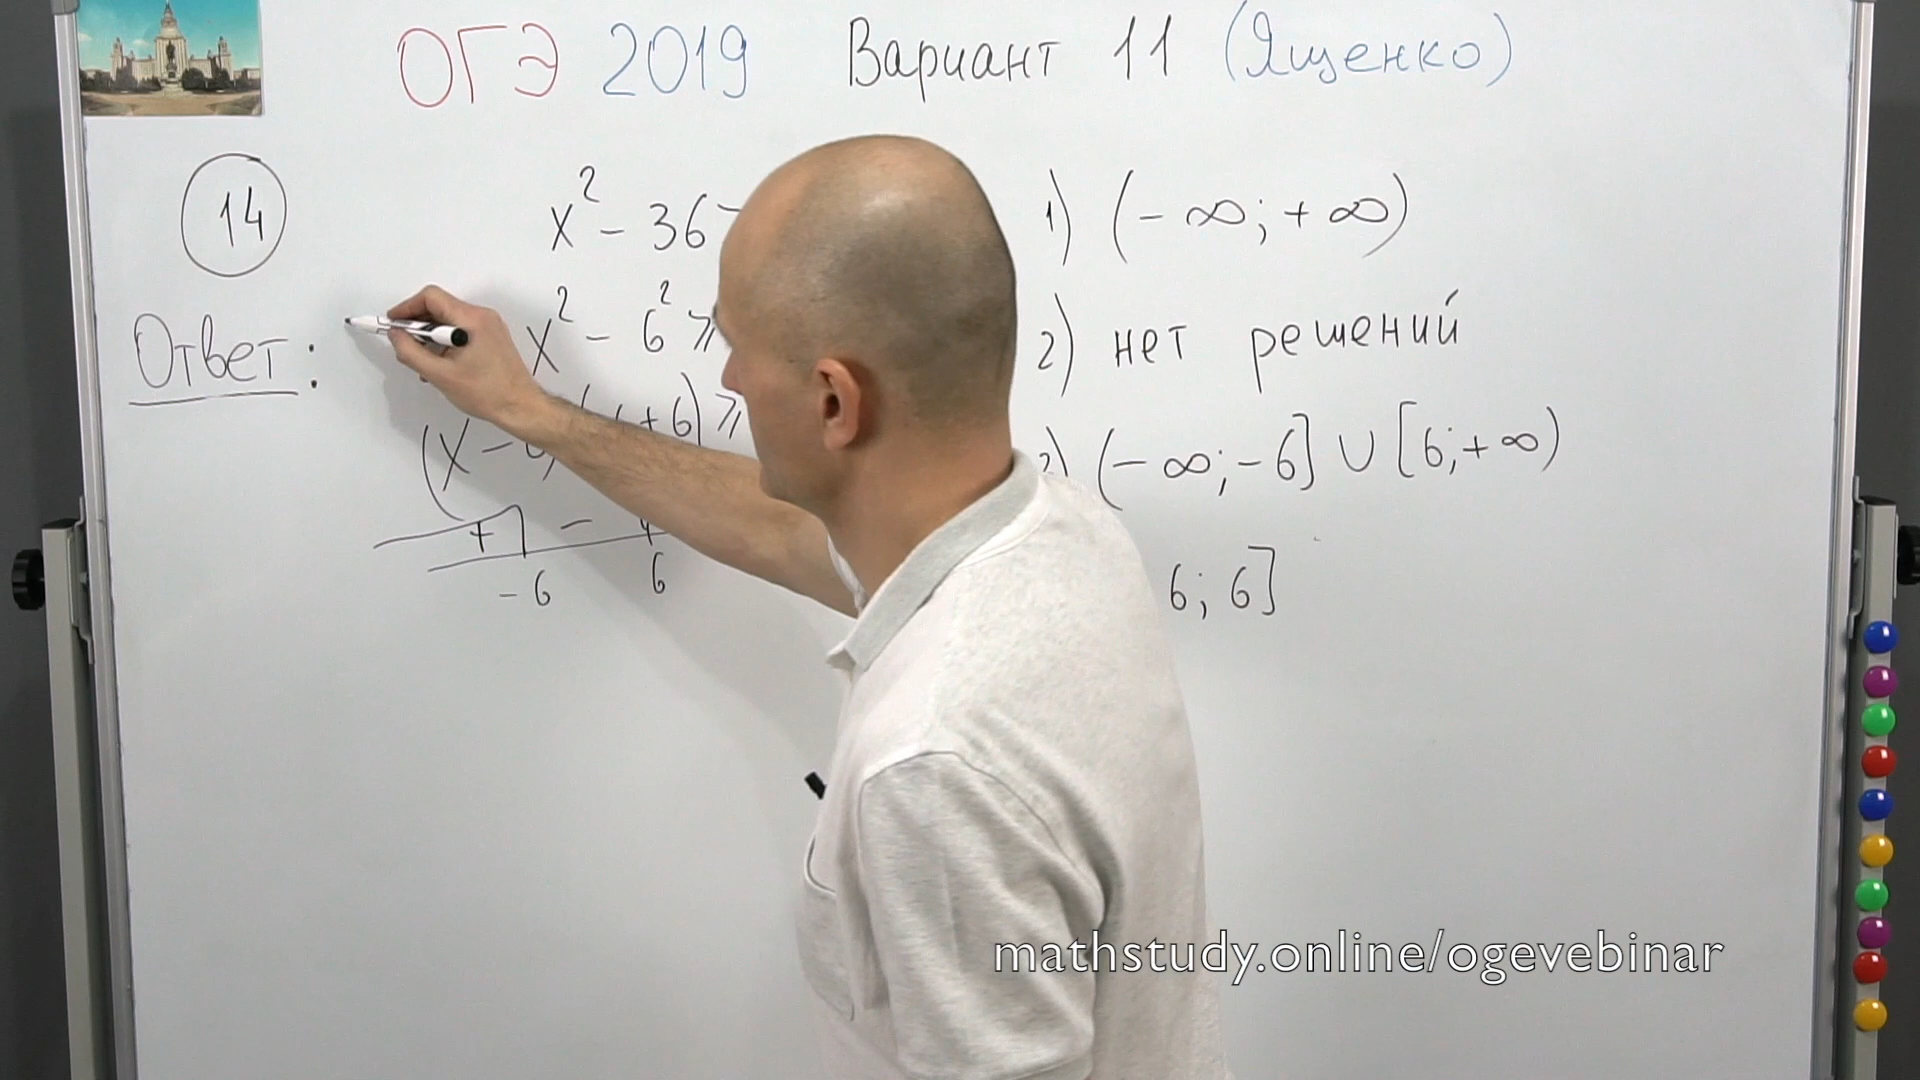 ОГЭ 2019 Вариант 11 (Ященко)
14
x² - 36
1) (-∞; +∞)
x² - 6² ⩾
2) нет решений
Ответ:
+6) ⩾
(x -
3) (-∞; -6] ∪ [6; +∞)
+ -
-6 6
6; 6]
mathstudy.online/ogevebinar